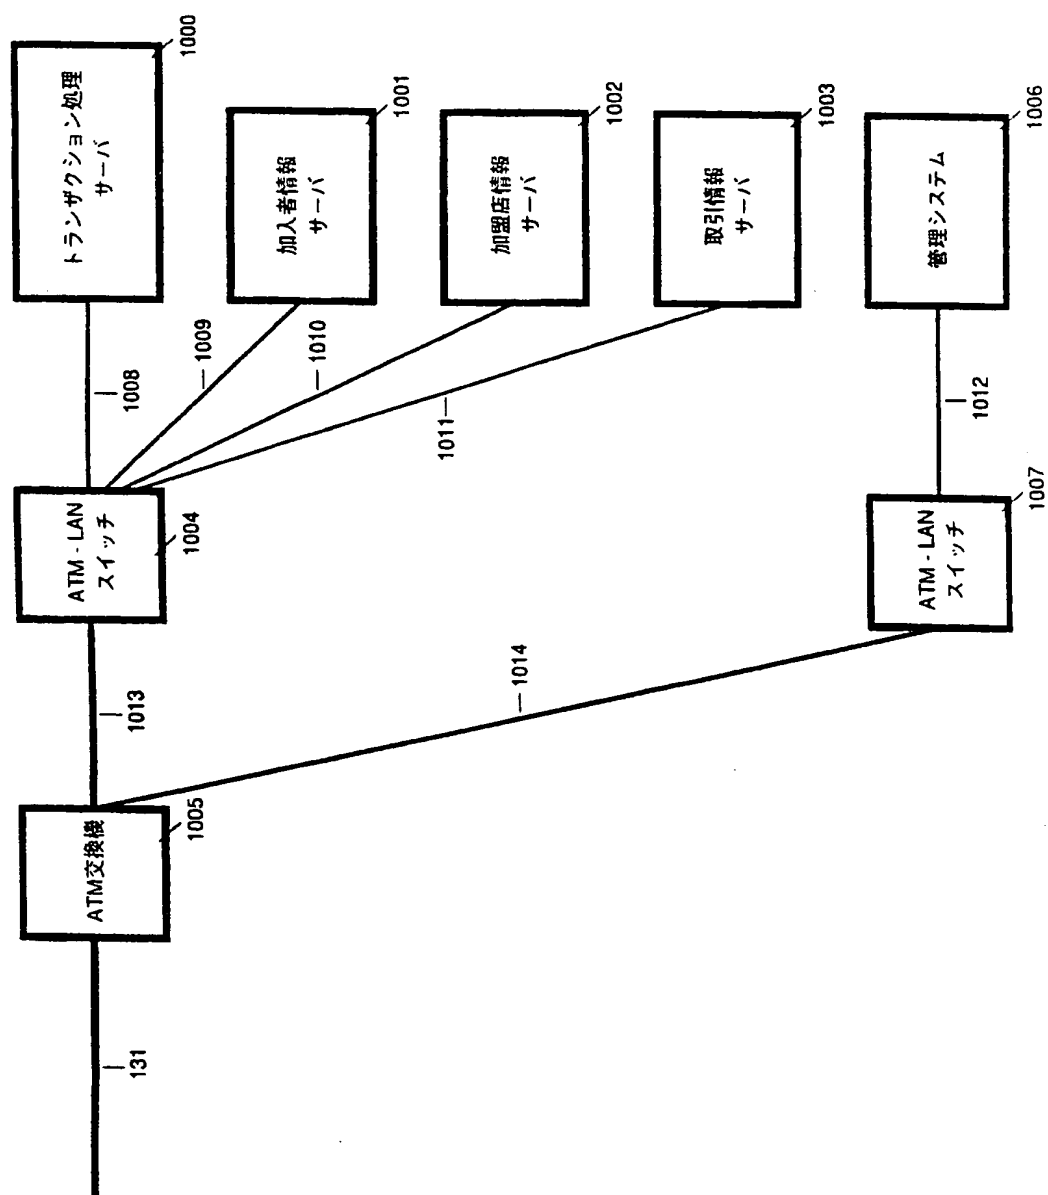 トランザクション処理
サーバ
1000
加入者情報
サーバ
1001
加盟店情報
サーバ
1002
取引情報
サーバ
1003
管理システム
1006
1008
1009
1010
1011
1012
ATM - LAN
スイッチ
1004
ATM - LAN
スイッチ
1007
1013
1014
ATM交換機
1005
131